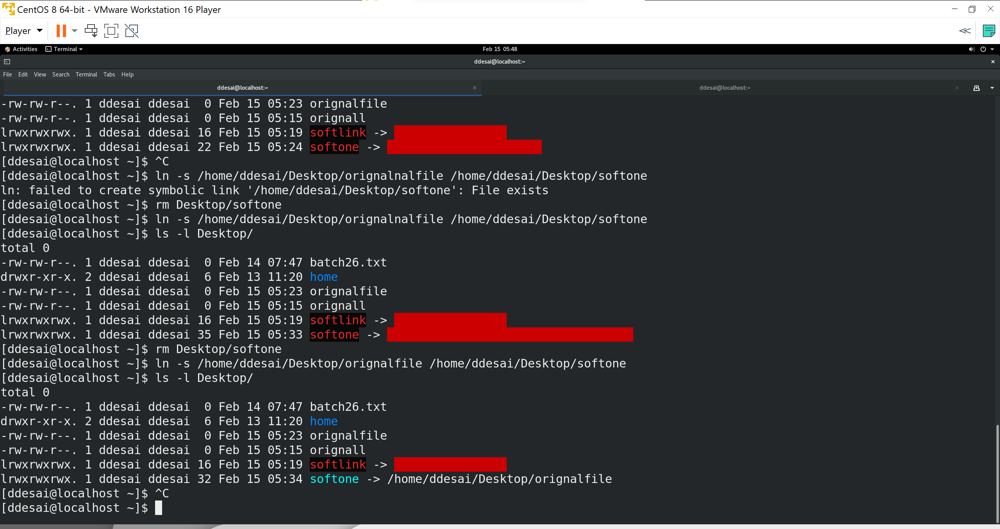 CentOS 8 64-bit - VMware Workstation 16 Player
Player
Activities Terminal Feb 15 05:48
ddesai@localhost:~
File Edit View Search Terminal Tabs Help
ddesai@localhost:~ ddesai@localhost:~
-rw-rw-r--. 1 ddesai ddesai  0 Feb 15 05:23 orignalfile
-rw-rw-r--. 1 ddesai ddesai  0 Feb 15 05:15 orignall
lrwxrwxrwx. 1 ddesai ddesai 16 Feb 15 05:19 softlink ->
lrwxrwxrwx. 1 ddesai ddesai 22 Feb 15 05:24 softone ->
[ddesai@localhost ~]$ ^C
[ddesai@localhost ~]$ ln -s /home/ddesai/Desktop/orignalnalfile /home/ddesai/Desktop/softone
ln: failed to create symbolic link '/home/ddesai/Desktop/softone': File exists
[ddesai@localhost ~]$ rm Desktop/softone
[ddesai@localhost ~]$ ln -s /home/ddesai/Desktop/orignalnalfile /home/ddesai/Desktop/softone
[ddesai@localhost ~]$ ls -l Desktop/
total 0
-rw-rw-r--. 1 ddesai ddesai  0 Feb 14 07:47 batch26.txt
drwxr-xr-x. 2 ddesai ddesai  6 Feb 13 11:20 home
-rw-rw-r--. 1 ddesai ddesai  0 Feb 15 05:23 orignalfile
-rw-rw-r--. 1 ddesai ddesai  0 Feb 15 05:15 orignall
lrwxrwxrwx. 1 ddesai ddesai 16 Feb 15 05:19 softlink ->
lrwxrwxrwx. 1 ddesai ddesai 35 Feb 15 05:33 softone ->
[ddesai@localhost ~]$ rm Desktop/softone
[ddesai@localhost ~]$ ln -s /home/ddesai/Desktop/orignalfile /home/ddesai/Desktop/softone
[ddesai@localhost ~]$ ls -l Desktop/
total 0
-rw-rw-r--. 1 ddesai ddesai  0 Feb 14 07:47 batch26.txt
drwxr-xr-x. 2 ddesai ddesai  6 Feb 13 11:20 home
-rw-rw-r--. 1 ddesai ddesai  0 Feb 15 05:23 orignalfile
-rw-rw-r--. 1 ddesai ddesai  0 Feb 15 05:15 orignall
lrwxrwxrwx. 1 ddesai ddesai 16 Feb 15 05:19 softlink ->
lrwxrwxrwx. 1 ddesai ddesai 32 Feb 15 05:34 softone -> /home/ddesai/Desktop/orignalfile
[ddesai@localhost ~]$ ^C
[ddesai@localhost ~]$